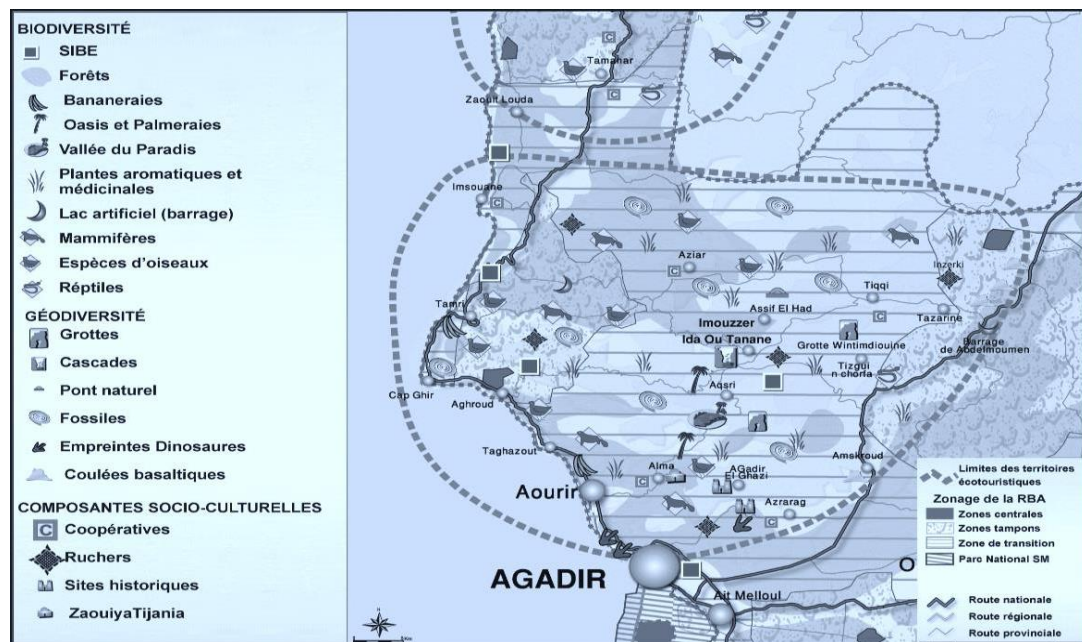 BIODIVERSITÉ
SIBE
Forêts
Bananeraies
Oasis et Palmeraies
Vallée du Paradis
Plantes aromatiques et
médicinales
Lac artificiel (barrage)
Mammifères
Espèces d'oiseaux
Réptiles
GÉODIVERSITÉ
Grottes
Cascades
Pont naturel
Fossiles
Empreintes Dinosaures
Coulées basaltiques
COMPOSANTES SOCIO-CULTURELLES
C Coopératives
Ruchers
Sites historiques
ZaouiyaTijania
C
Tamanar
C
Zaouit Louda
Imsouane
C
Aziar
C
Inzerki
Tiqqi
Tamri
Assif El Had
C
Tazarine
Imouzzer
Ida Ou Tanane
Grotte Wintimdiouine
Barrage
de Abdelmoumen
Tizgui
n chorfa
Cap Ghir
Aghroud
Aqsri
Taghazout
Amskroud
Alma
C
AGadir
El Ghazi
Aourir
Azrarag
C
AGADIR
O
Ait Melloul
Limites des territoires
écotouristiques
Zonage de la RBA
Zones centrales
Zones tampons
Zone de transition
Parc National SM
Route nationale
Route régionale
Route provinciale